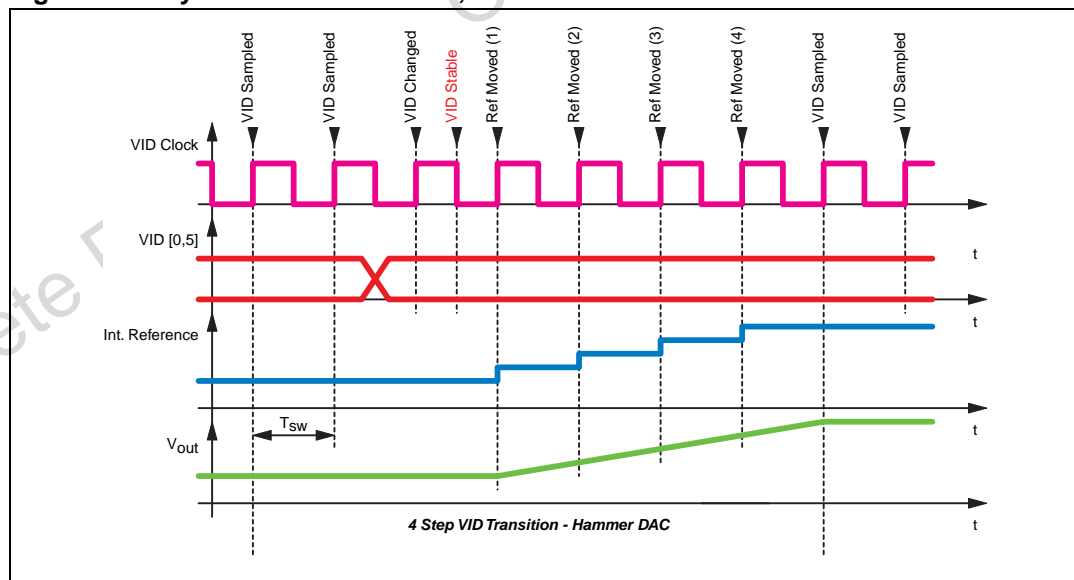 VID Sampled
VID Sampled
VID Changed
VID Stable
Ref Moved (1)
Ref Moved (2)
Ref Moved (3)
Ref Moved (4)
VID Sampled
VID Sampled
VID Clock
t
VID [0,5]
t
Int. Reference
t
Tsw
Vout
t
4 Step VID Transition - Hammer DAC